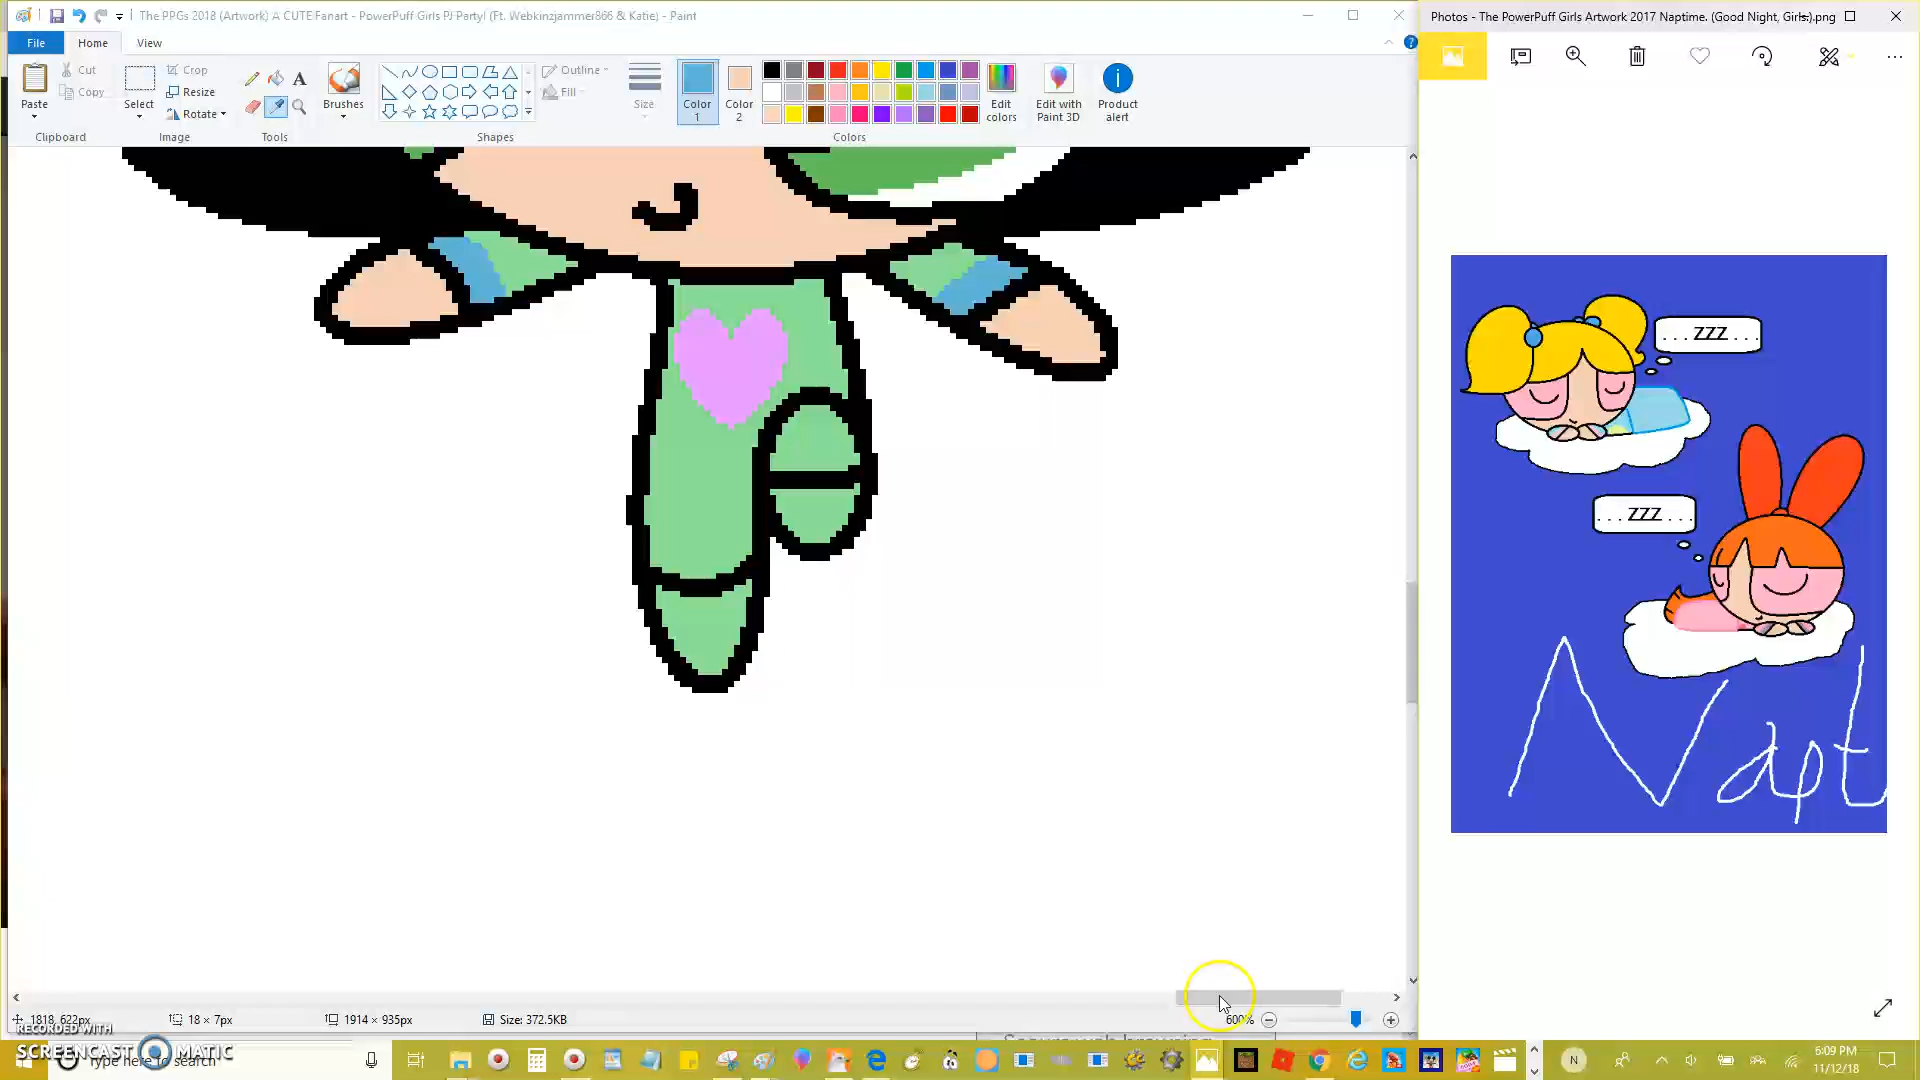 The PPGs 2018 (Artwork) A CUTE Fanart - PowerPuff Girls PJ Party! (Ft. Webkinzjammer866 & Katie) - Paint
File Home View
Paste
Cut
Copy
Clipboard
Select
Crop
Resize
Rotate
Image
A
Tools
Brushes
Outline
Fill
Shapes
Size
Color 1
Color 2
Colors
Edit colors
Edit with Paint 3D
Product alert
Photos - The PowerPuff Girls Artwork 2017 Naptime. (Good Night, Girls.).png
. . . ZZZ . . .
. . . ZZZ . . .
Napt
1818, 622px
18 × 7px
1914 × 935px
Size: 372.5KB
600%
RECORDED WITH
SCREENCAST MATIC
Type here to search
N
6:09 PM
11/12/18